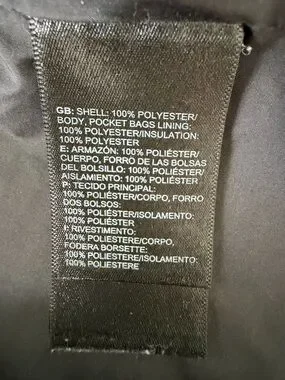 GB: SHELL: 100% POLYESTER/
BODY, POCKET BAGS LINING:
100% POLYESTER/INSULATION:
100% POLYESTER
E: ARMAZÓN: 100% POLIÉSTER/
CUERPO, FORRO DE LAS BOLSAS
DEL BOLSILLO: 100% POLIÉSTER/
AISLAMIENTO: 100% POLIÉSTER
P: TECIDO PRINCIPAL:
100% POLIÉSTER/CORPO, FORRO
DOS BOLSOS:
100% POLIÉSTER/ISOLAMENTO:
100% POLIÉSTER
I: RIVESTIMENTO:
100% POLIESTERE/CORPO,
FODERA BORSETTE:
100% POLIESTERE/ISOLAMENTO:
100% POLIESTERE